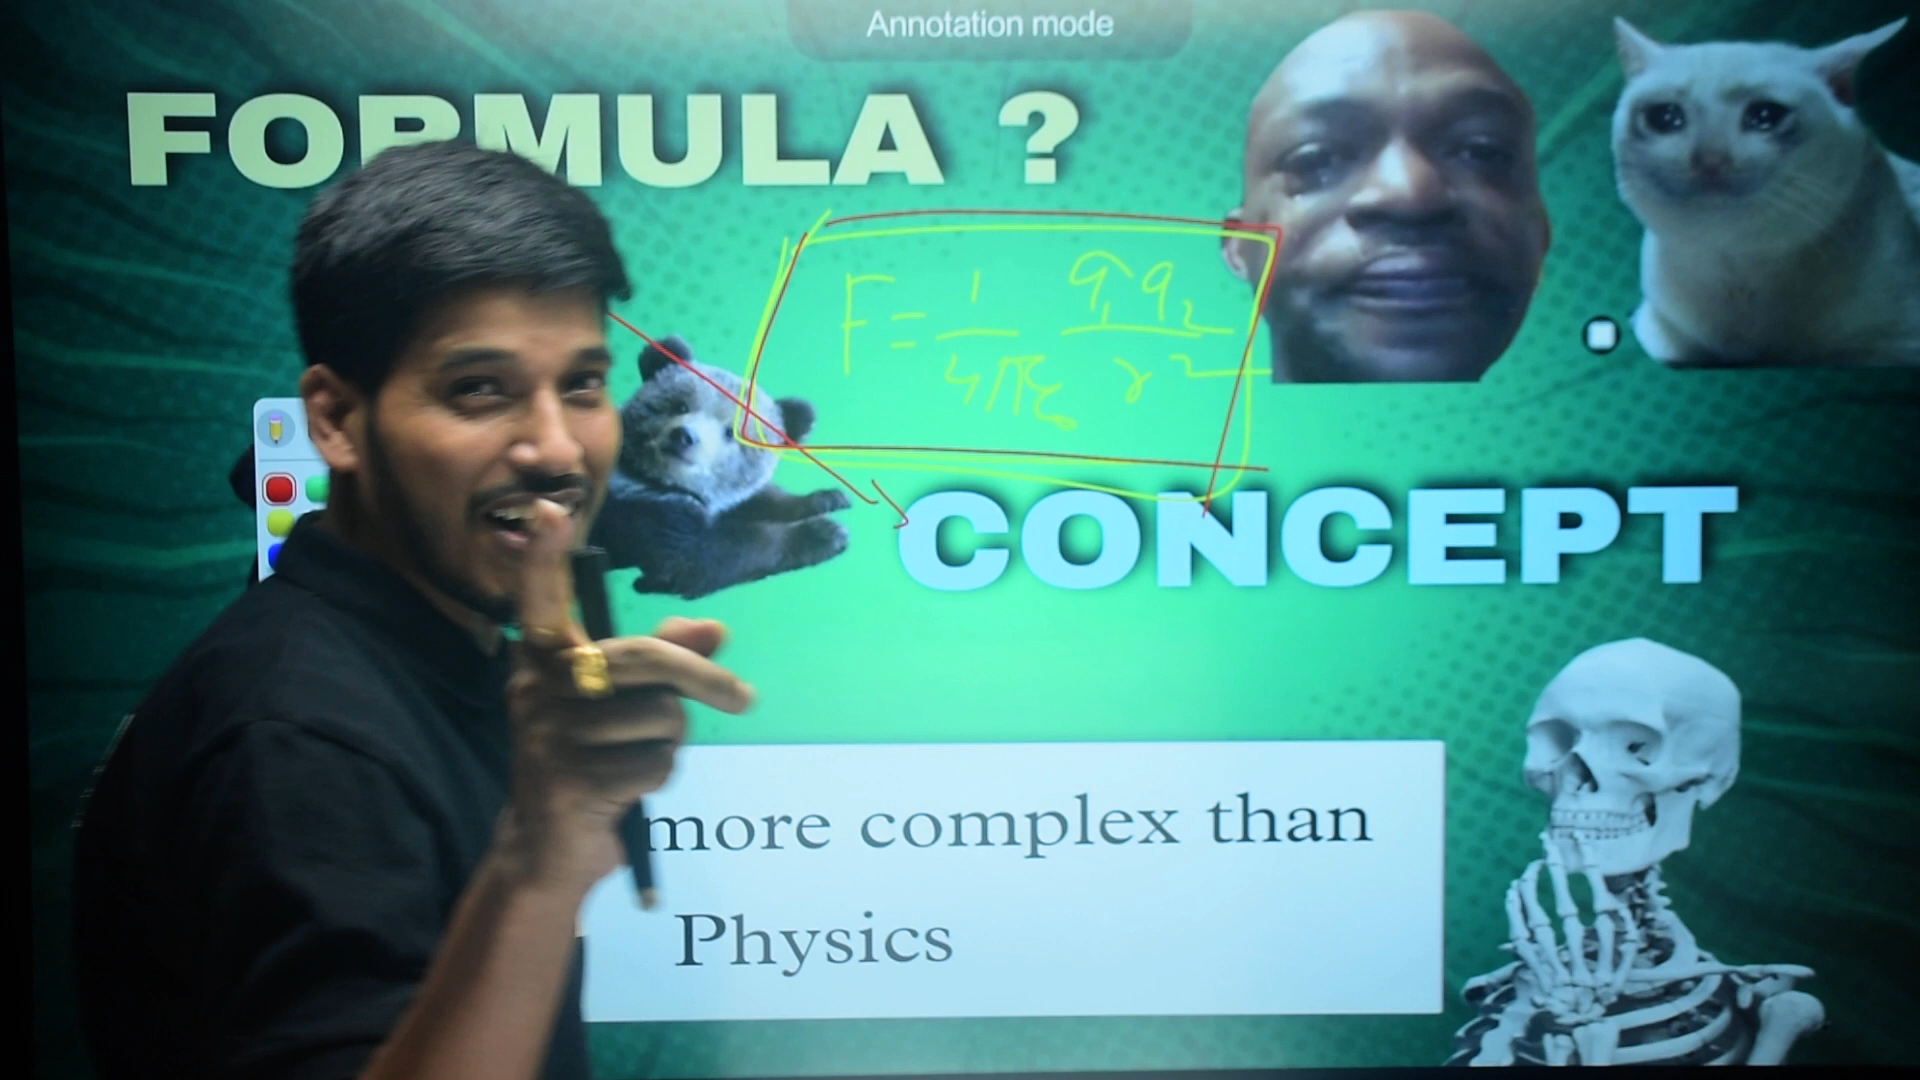 Annotation mode
FORMULA ?
F = 1/4πε₀ q₁q₂/r²
CONCEPT
more complex than
Physics